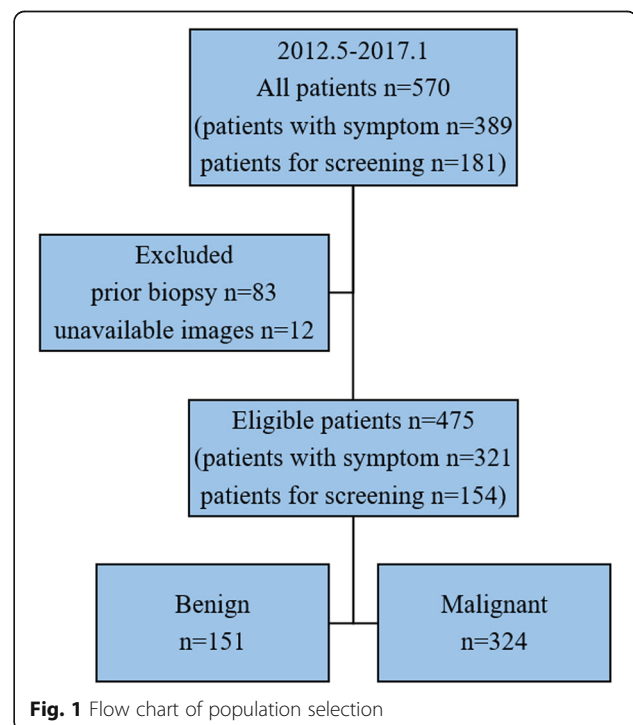 2012.5-2017.1
All patients n=570
(patients with symptom n=389
patients for screening n=181)
Excluded
prior biopsy n=83
unavailable images n=12
Eligible patients n=475
(patients with symptom n=321
patients for screening n=154)
Benign
n=151
Malignant
n=324
Fig. 1 Flow chart of population selection